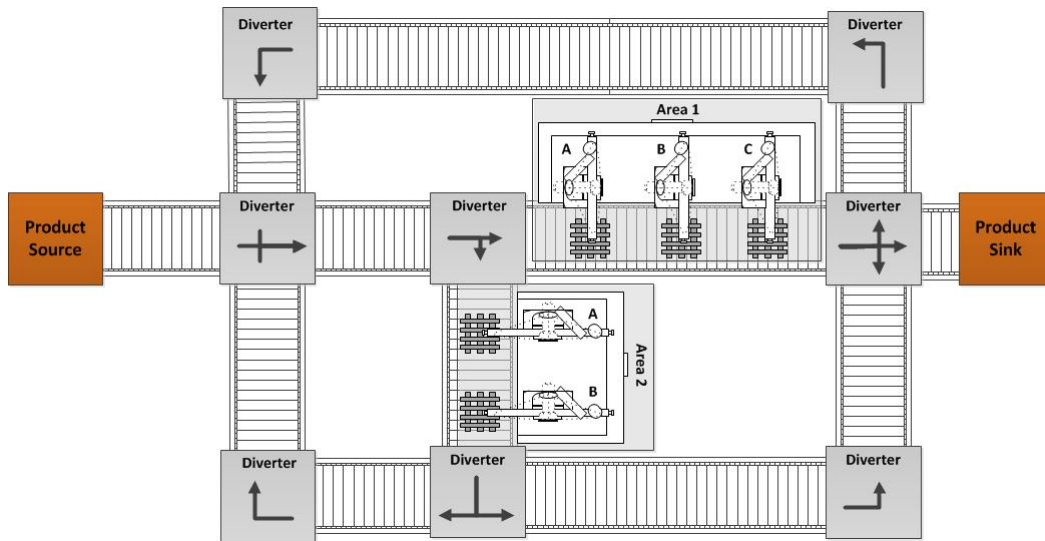 Diverter
Diverter
Area 1
A
B
C
Product
Source
Diverter
Diverter
Diverter
Product
Sink
A
Area 2
B
Diverter
Diverter
Diverter